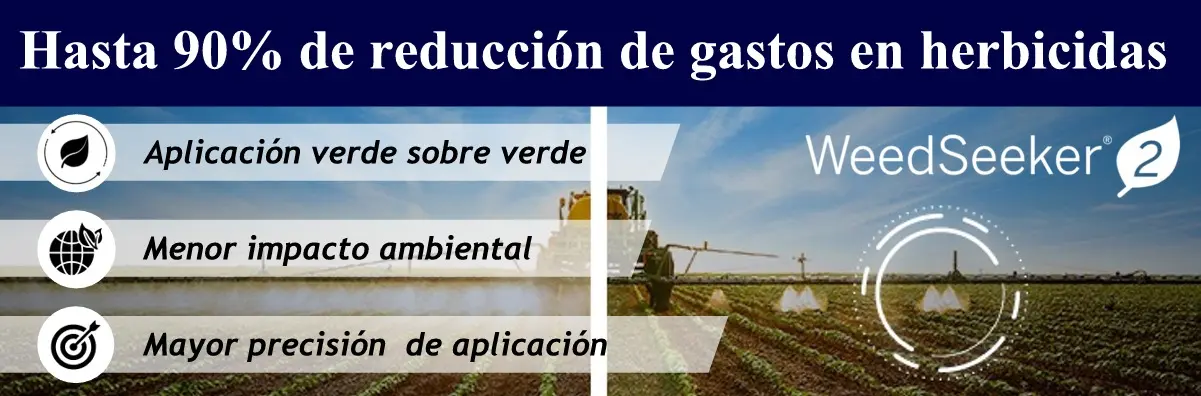 Hasta 90% de reducción de gastos en herbicidas
Aplicación verde sobre verde
WeedSeeker® 2
Menor impacto ambiental
Mayor precisión de aplicación